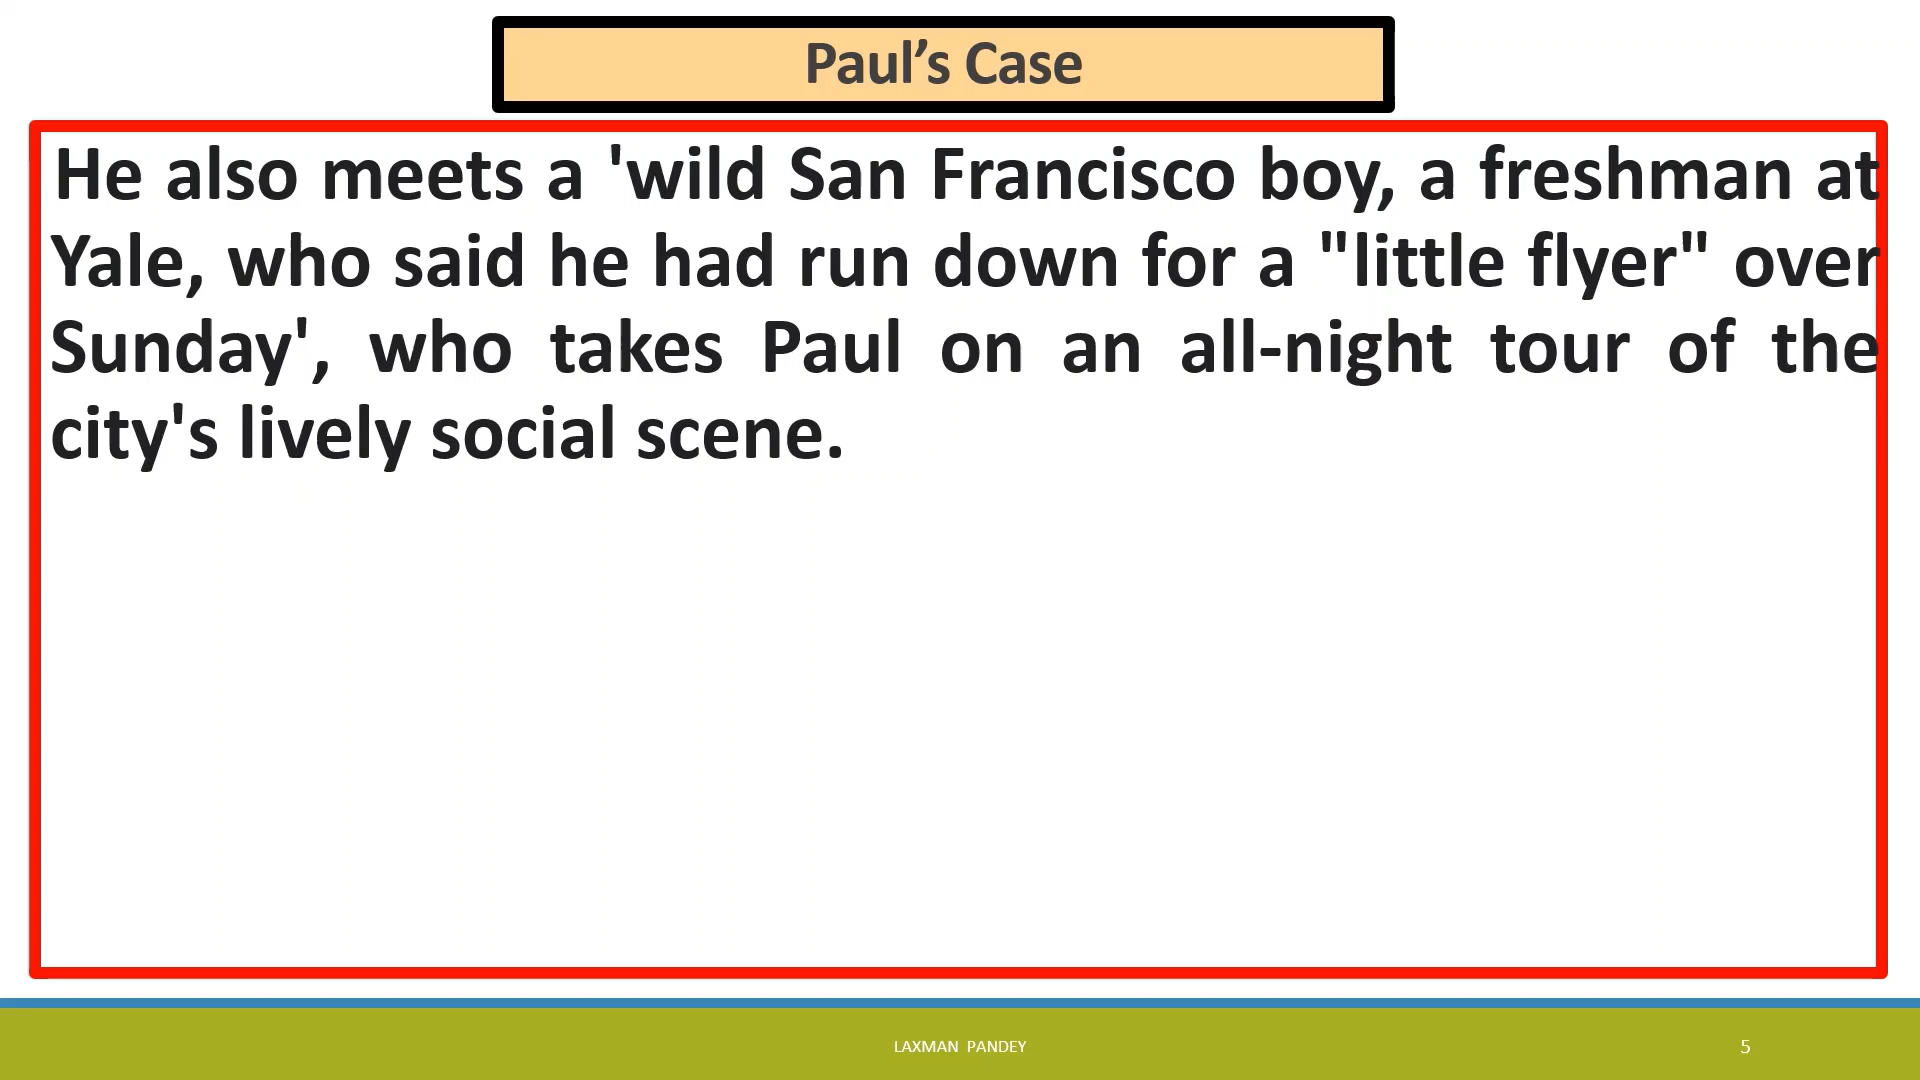 Paul’s Case
He also meets a 'wild San Francisco boy, a freshman at
Yale, who said he had run down for a "little flyer" over
Sunday', who takes Paul on an all-night tour of the
city's lively social scene.
LAXMAN PANDEY
5